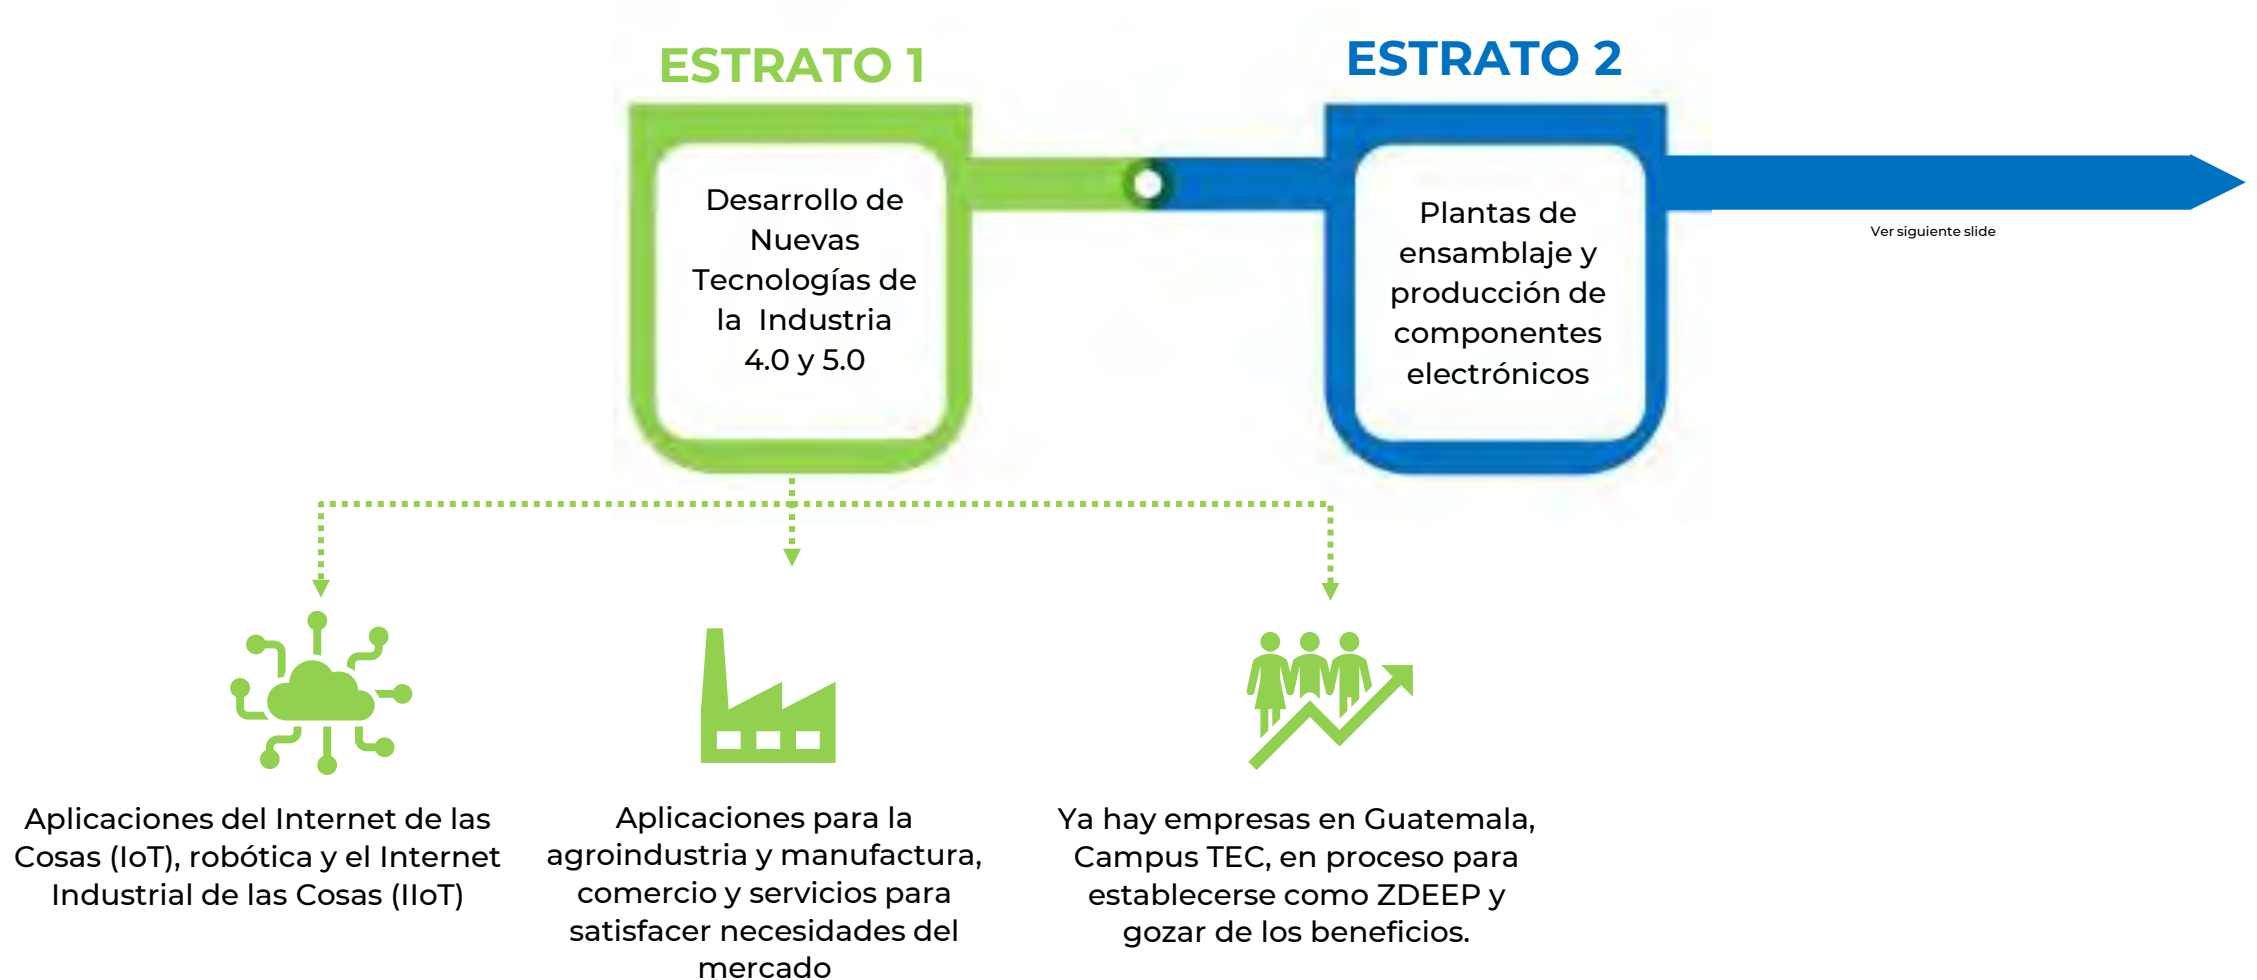 ESTRATO 1
Desarrollo de
Nuevas
Tecnologías de
la Industria
4.0 y 5.0
ESTRATO 2
Plantas de
ensamblaje y
producción de
componentes
electrónicos
Ver siguiente slide
Aplicaciones del Internet de las
Cosas (IoT), robótica y el Internet
Industrial de las Cosas (IIoT)
Aplicaciones para la
agroindustria y manufactura,
comercio y servicios para
satisfacer necesidades del
mercado
Ya hay empresas en Guatemala,
Campus TEC, en proceso para
establecerse como ZDEEP y
gozar de los beneficios.